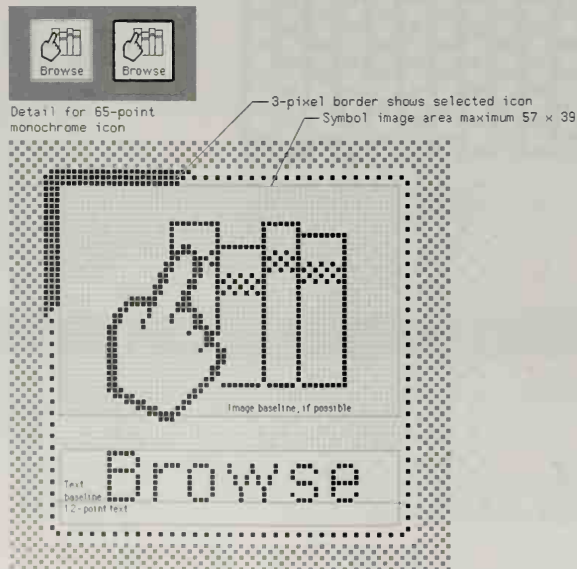 Browse Browse
Detail for 65-point
monochrome icon
3-pixel border shows selected icon
Symbol image area maximum 57 × 39
Image baseline, if possible
Browse
Text
baseline
12-point text